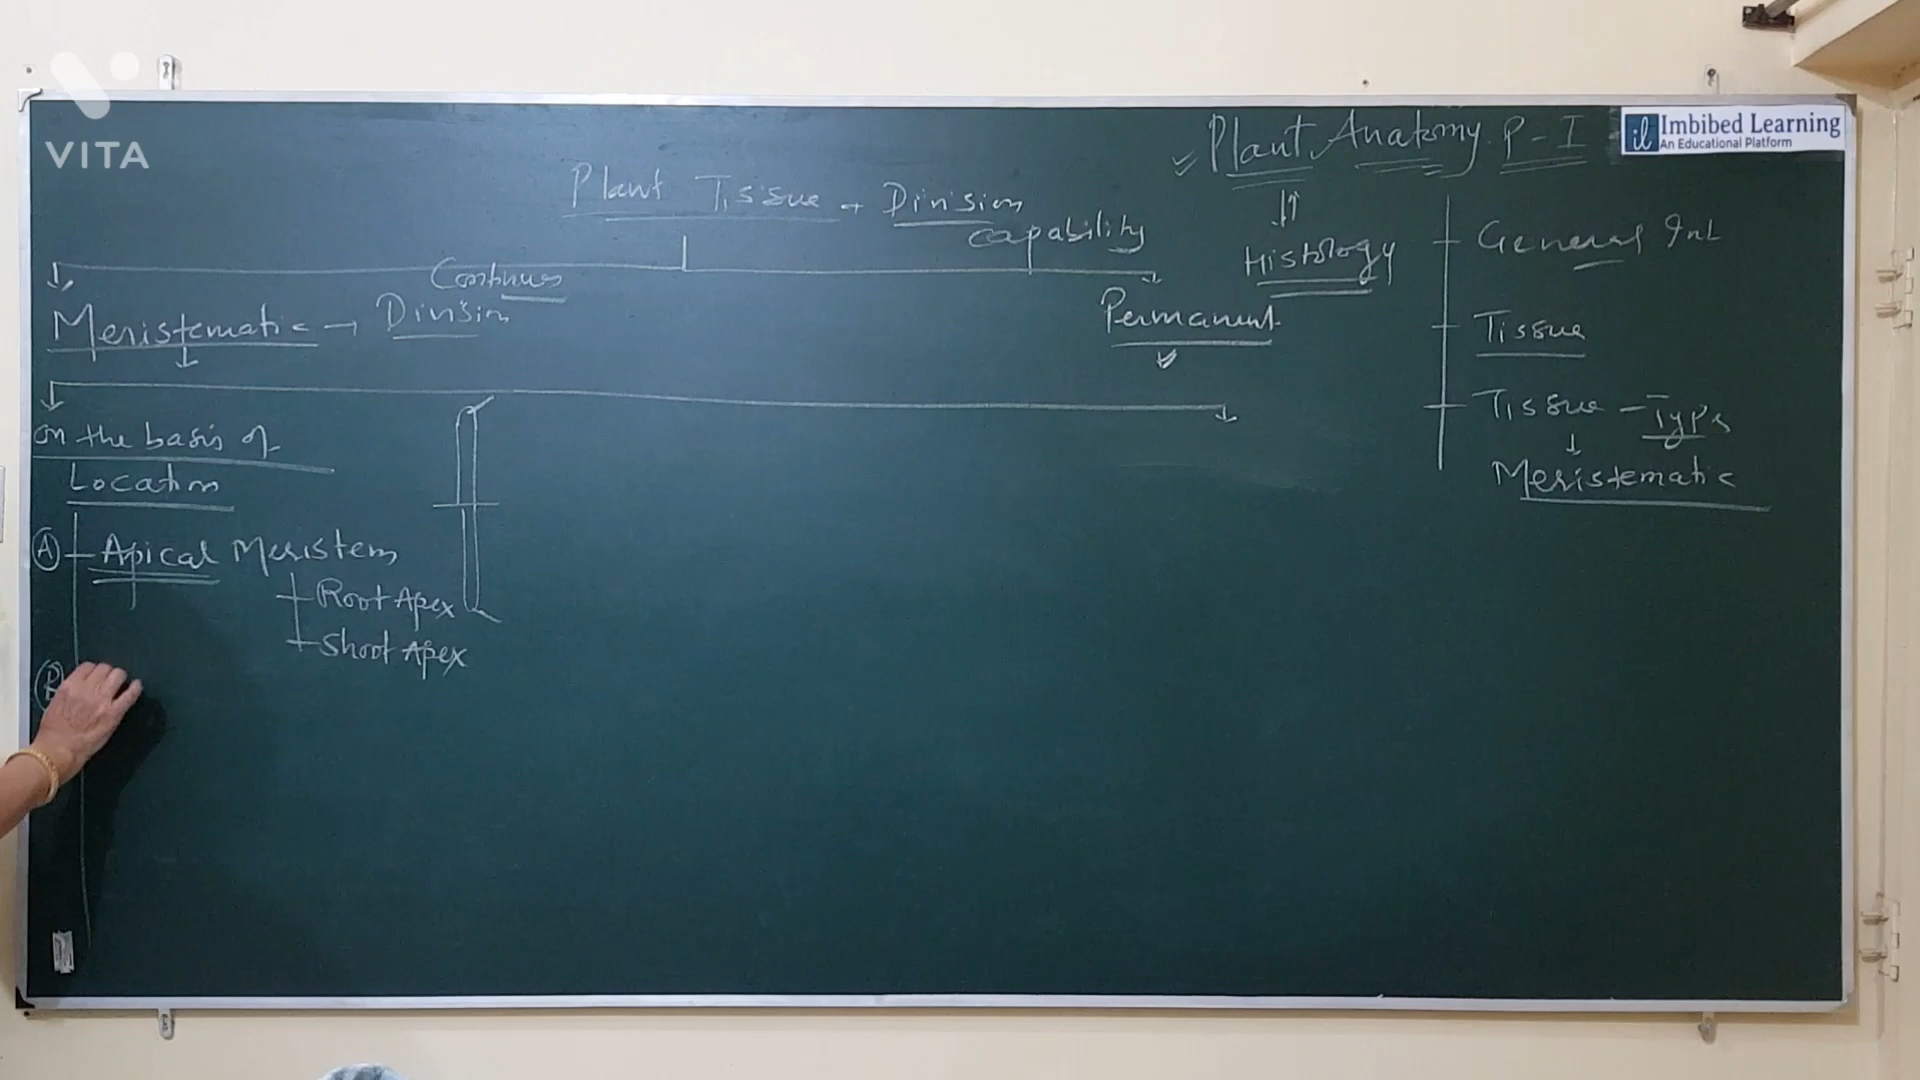 VITA
Plant Anatomy P-I
Imbibed Learning
An Educational Platform
Plant Tissue → Division
capability
Histology
General Int
Continues
Meristematic → Division
Permanent
Tissue
Tissue - Types
Meristematic
on the basis of
Location
(A) Apical Meristem
Root Apex
Shoot Apex
(B)